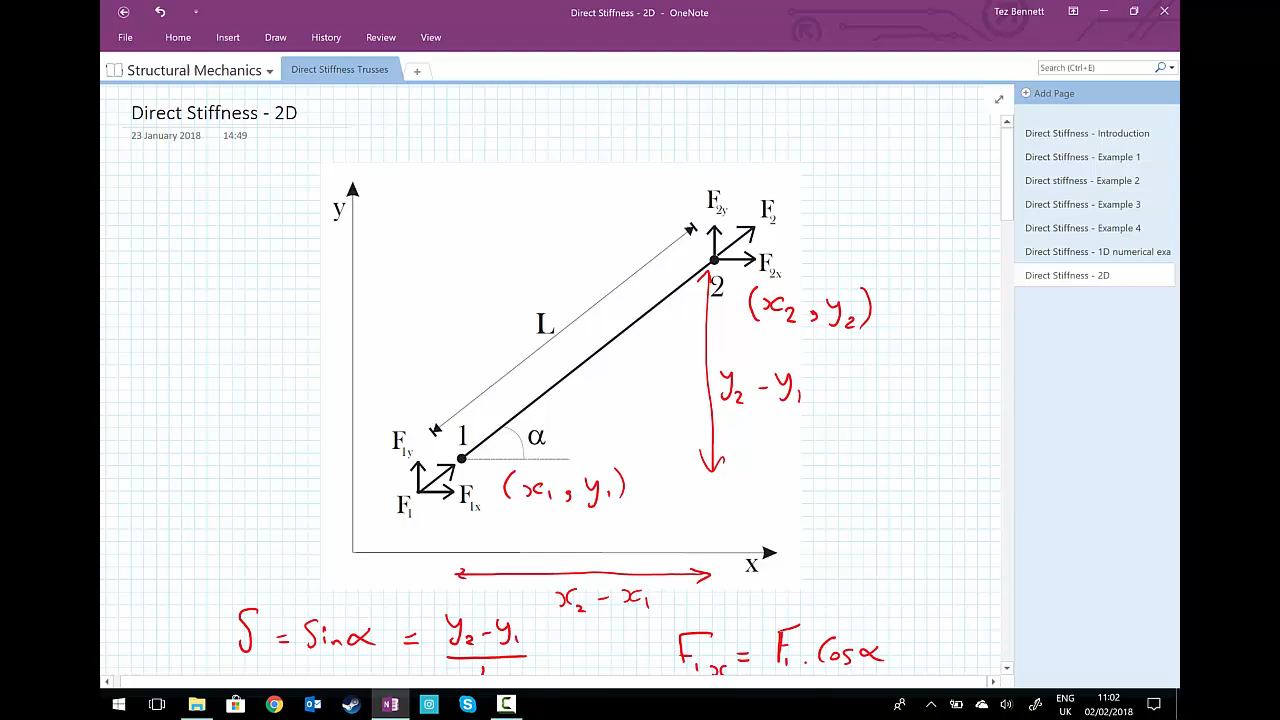 Direct Stiffness - 2D - OneNote
Tez Bennett
File Home Insert Draw History Review View
Structural Mechanics
Direct Stiffness Trusses
+
Search (Ctrl+E)
Direct Stiffness - 2D
23 January 2018 14:49
Add Page
Direct Stiffness - Introduction
Direct Stiffness - Example 1
Direct stiffness - Example 2
Direct Stiffness - Example 3
Direct Stiffness - Example 4
Direct Stiffness - 1D numerical exa
Direct Stiffness - 2D
y
F2y
F2
F2x
2
(x2, y2)
L
y2 - y1
F1y
1
α
F1
F1x
(x1, y1)
x
x2 - x1
S = Sinα = y2 - y1
F1x = F1 . Cosα
ENG
UK
11:02
02/02/2018